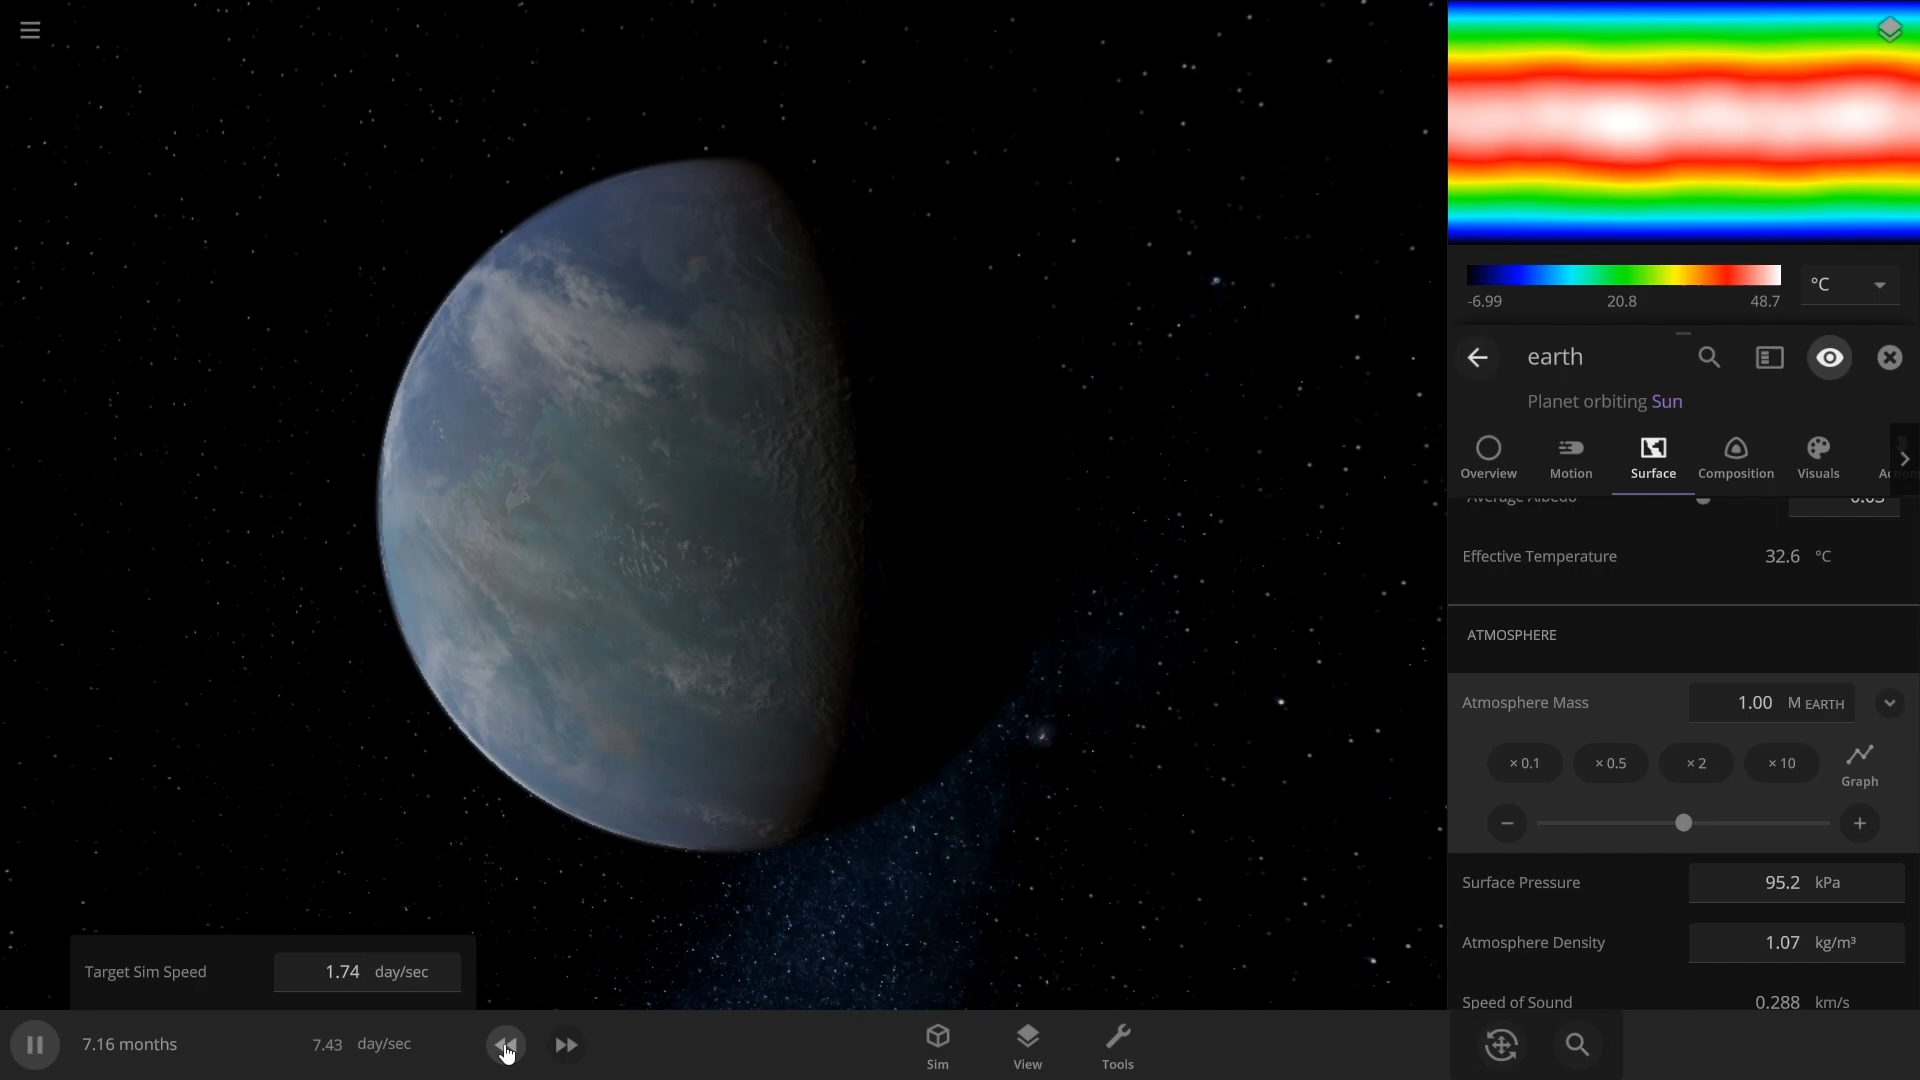 -6.99 20.8 48.7
°C
earth
Planet orbiting Sun
Overview Motion Surface Composition Visuals
Average Albedo
Effective Temperature 32.6 °C
ATMOSPHERE
Atmosphere Mass 1.00 M EARTH
× 0.1 × 0.5 × 2 × 10 Graph
Surface Pressure 95.2 kPa
Atmosphere Density 1.07 kg/m³
Speed of Sound 0.288 km/s
Target Sim Speed 1.74 day/sec
7.16 months 7.43 day/sec
Sim View Tools